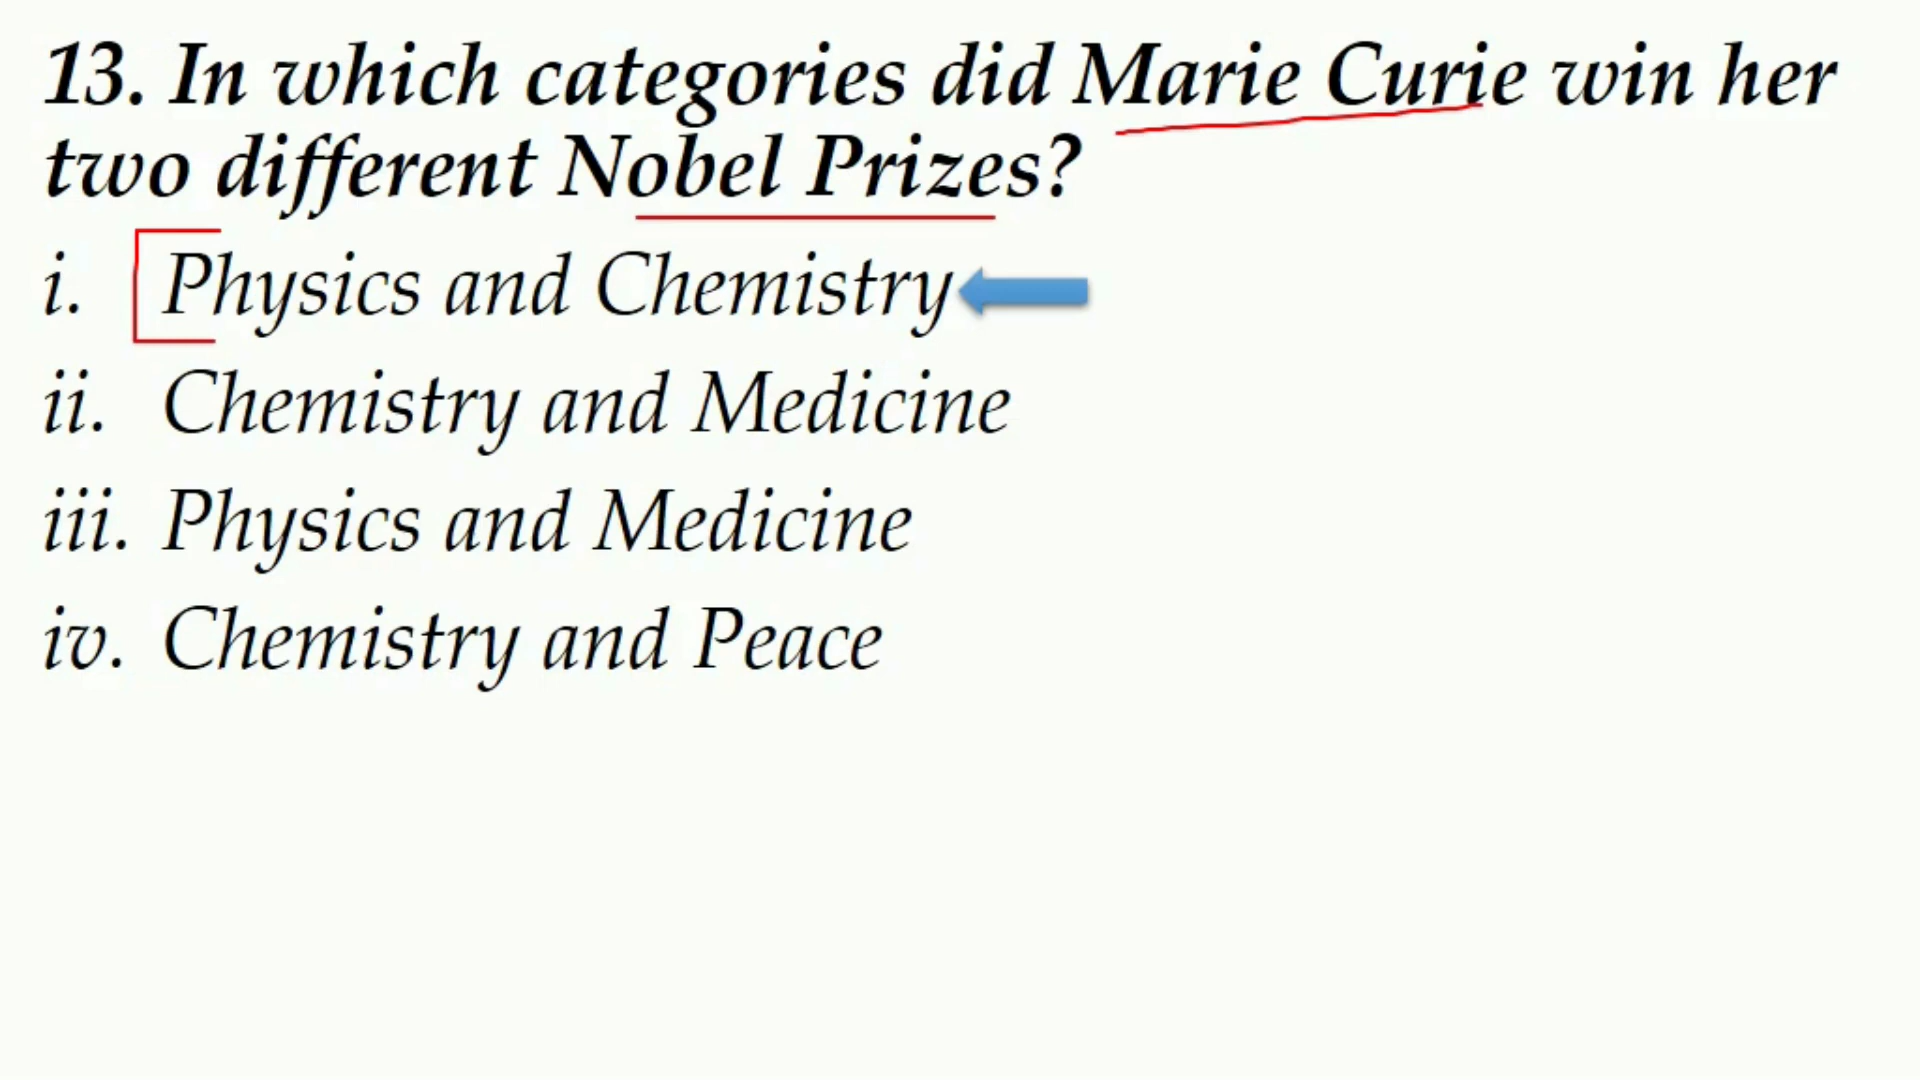 13. In which categories did Marie Curie win her
two different Nobel Prizes?
i. Physics and Chemistry
ii. Chemistry and Medicine
iii. Physics and Medicine
iv. Chemistry and Peace